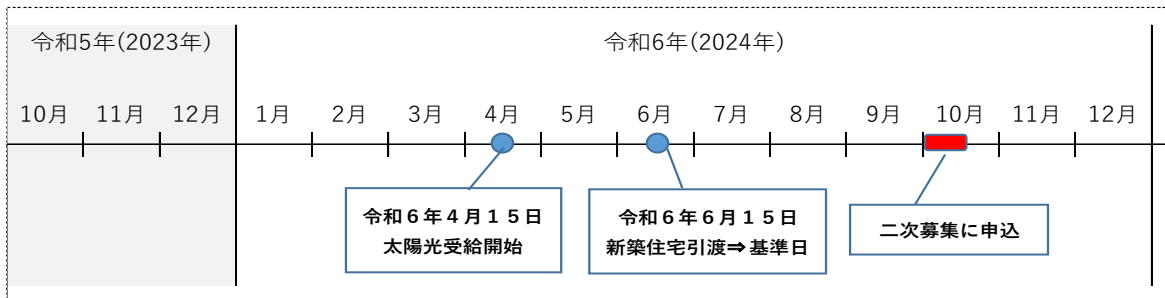 令和5年(2023年)
令和6年(2024年)
10月 11月 12月 1月 2月 3月 4月 5月 6月 7月 8月 9月 10月 11月 12月
令和６年４月１５日
太陽光受給開始
令和６年６月１５日
新築住宅引渡⇒基準日
二次募集に申込